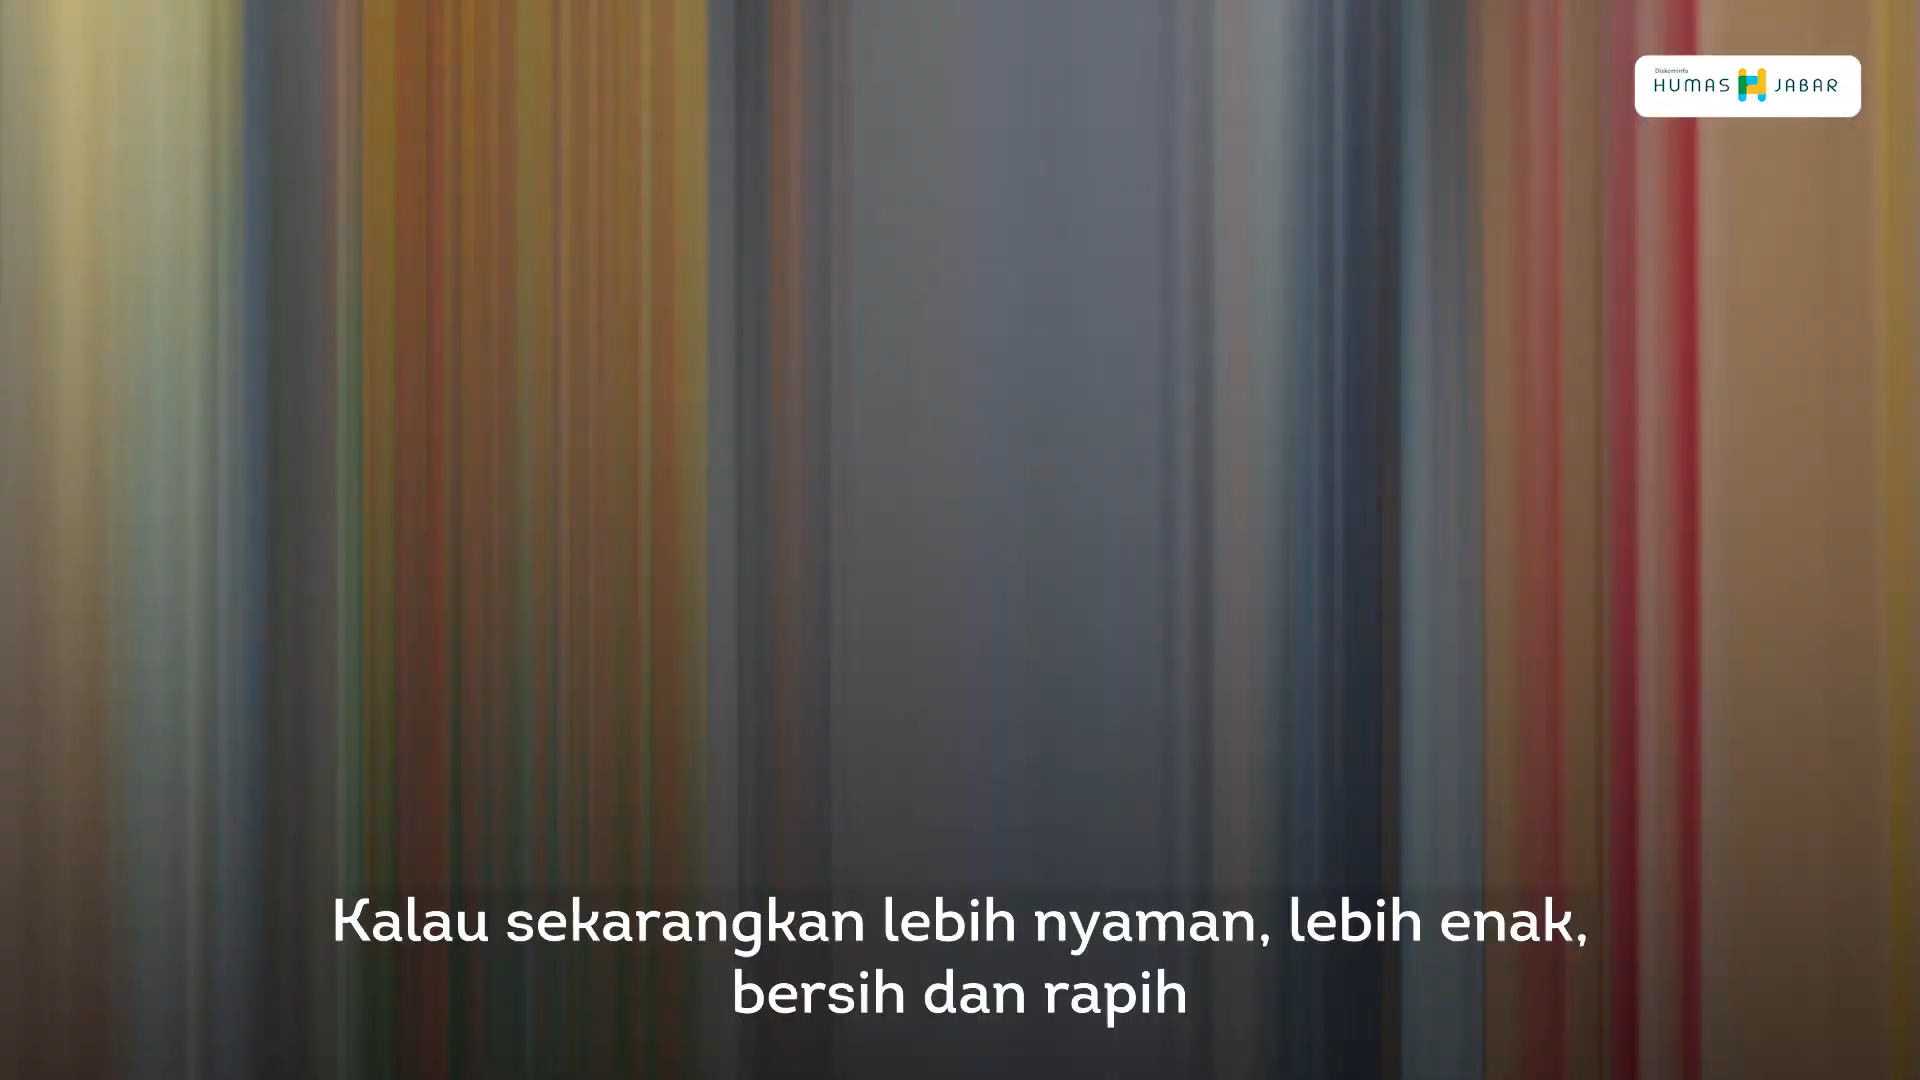 Diskominfo
HUMAS JABAR
Kalau sekarangkan lebih nyaman, lebih enak,
bersih dan rapih